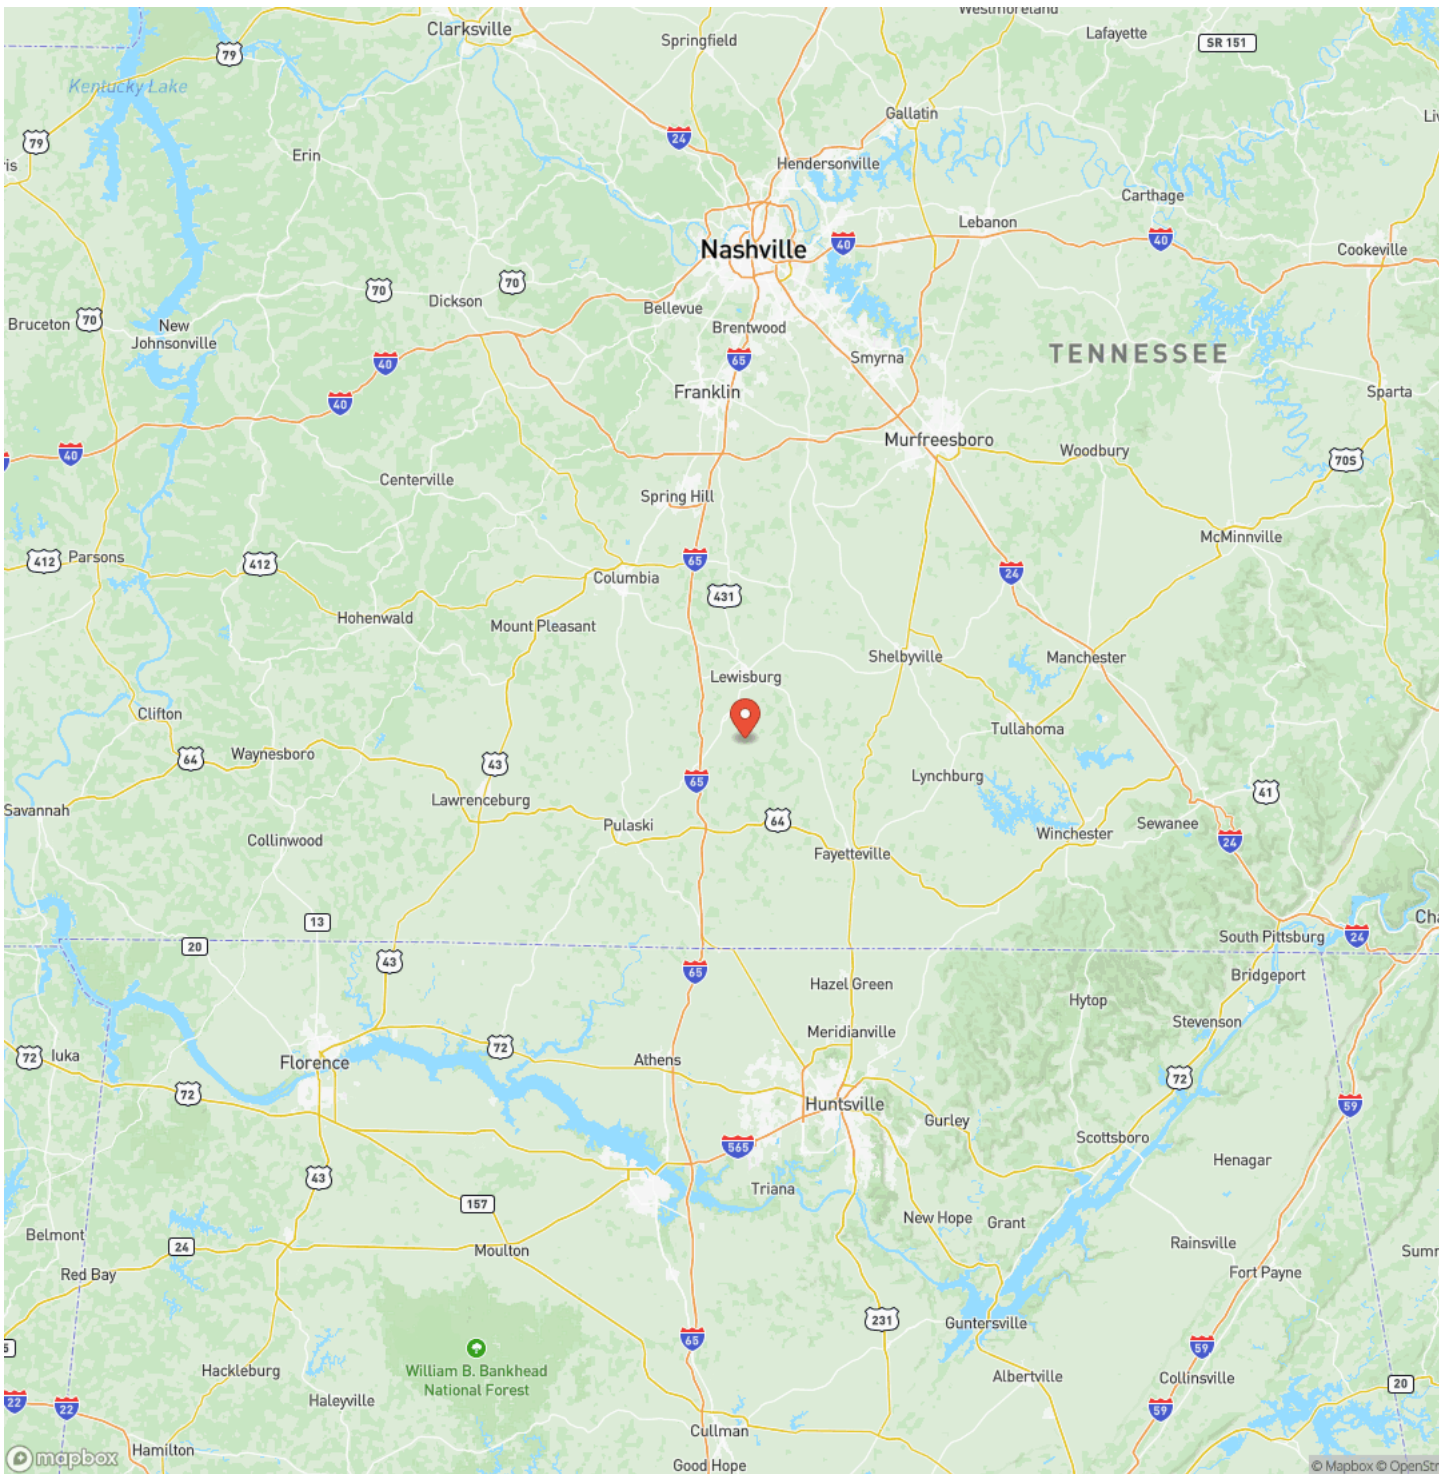 Westmoreland
Clarksville
Lafayette
Springfield
SR 151
79
Kentucky Lake
Gallatin
79
24
Erin
Hendersonville
Carthage
Lebanon
40
40
Nashville
Cookeville
70
70
Dickson
Bellevue
Bruceton
70
New
Johnsonville
Brentwood
TENNESSEE
65
Smyrna
40
Franklin
Sparta
40
Murfreesboro
40
Woodbury
70S
Centerville
Spring Hill
McMinnville
412
Parsons
412
65
24
Columbia
431
Hohenwald
Mount Pleasant
Shelbyville
Manchester
Lewisburg
Clifton
Tullahoma
Waynesboro
64
43
Lynchburg
65
41
Savannah
Lawrenceburg
64
Pulaski
Sewanee
Winchester
Collinwood
24
Fayetteville
13
Cha
20
South Pittsburg
24
43
65
Bridgeport
Hazel Green
Hytop
Stevenson
Meridianville
72
Iuka
72
Athens
Florence
72
72
Huntsville
59
Gurley
Scottsboro
565
Henagar
43
Triana
157
New Hope
Grant
Belmont
Rainsville
24
Moulton
Summ
Red Bay
Fort Payne
231
Guntersville
65
59
5
William B. Bankhead
National Forest
Hackleburg
Albertville
Collinsville
20
22
22
Haleyville
59
Cullman
Hamilton
mapbox
Good Hope
© Mapbox © OpenStr